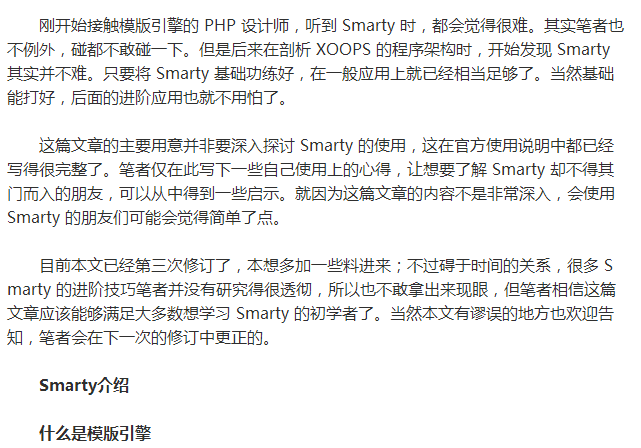 刚开始接触模版引擎的 PHP 设计师，听到 Smarty 时，都会觉得很难。其实笔者也
不例外，碰都不敢碰一下。但是后来在剖析 XOOPS 的程序架构时，开始发现 Smarty
其实并不难。只要将 Smarty 基础功练好，在一般应用上就已经相当足够了。当然基础
能打好，后面的进阶应用也就不用怕了。
这篇文章的主要用意并非要深入探讨 Smarty 的使用，这在官方使用说明中都已经
写得很完整了。笔者仅在此写下一些自己使用上的心得，让想要了解 Smarty 却不得其
门而入的朋友，可以从中得到一些启示。就因为这篇文章的内容不是非常深入，会使用
Smarty 的朋友们可能会觉得简单了点。
目前本文已经第三次修订了，本想多加一些料进来；不过碍于时间的关系，很多 S
marty 的进阶技巧笔者并没有研究得很透彻，所以也不敢拿出来现眼，但笔者相信这篇
文章应该能够满足大多数想学习 Smarty 的初学者了。当然本文有谬误的地方也欢迎告
知，笔者会在下一次的修订中更正的。
Smarty介绍
什么是模版引擎